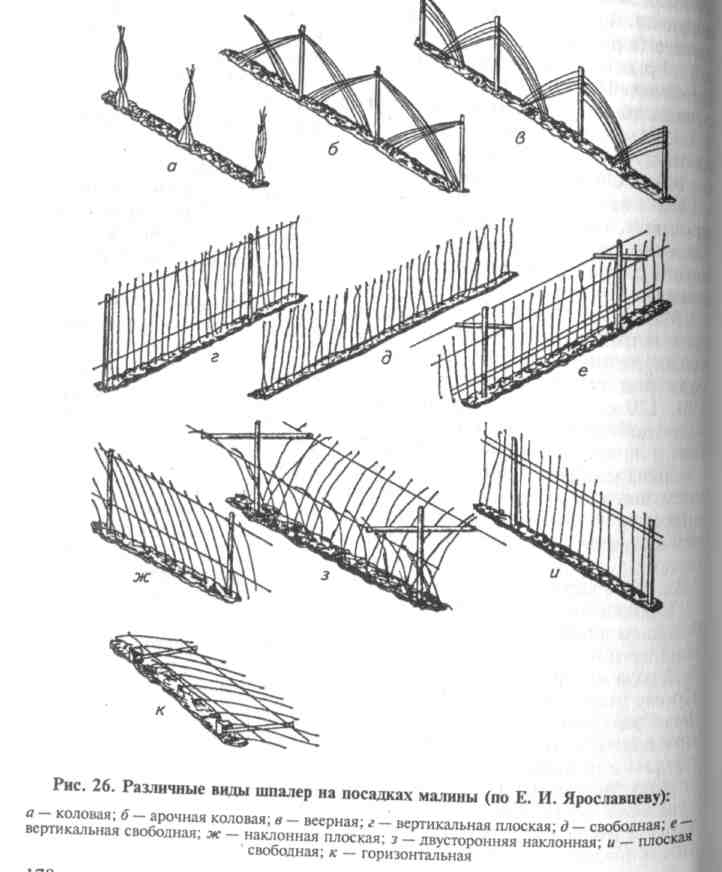 а
б
в
г
д
е
ж
з
и
к
Рис. 26. Различные виды шпалер на посадках малины (по Е. И. Ярославцеву):
а — коловая; б — арочная коловая; в — веерная; г — вертикальная плоская; д — свободная; е —
вертикальная свободная; ж — наклонная плоская; з — двусторонняя наклонная; и — плоская
свободная; к — горизонтальная